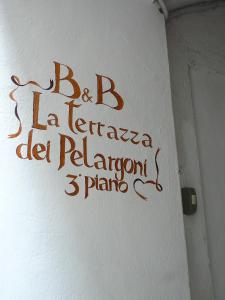 B&B
La Terrazza
dei Pelargoni
3° piano